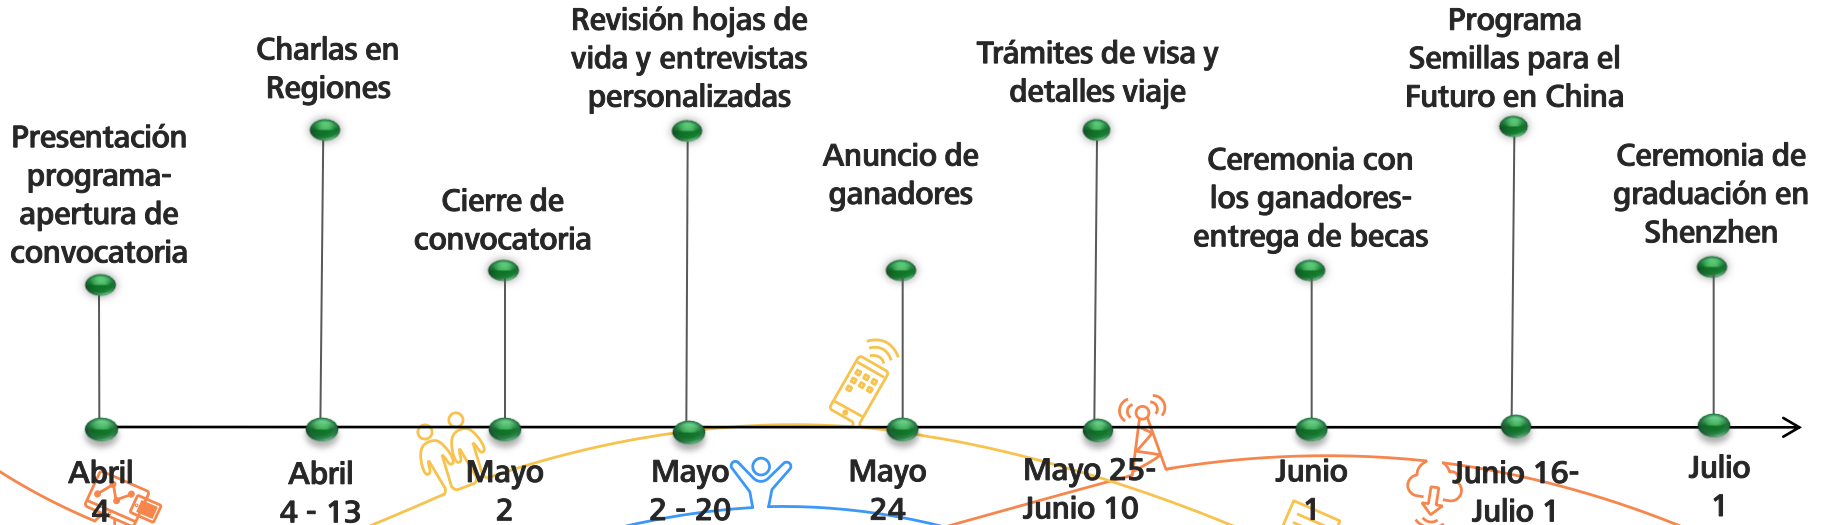 Presentación
programa-
apertura de
convocatoria
Abril
4
Charlas en
Regiones
Abril
4 - 13
Cierre de
convocatoria
Mayo
2
Revisión hojas de
vida y entrevistas
personalizadas
Mayo
2 - 20
Anuncio de
ganadores
Mayo
24
Trámites de visa y
detalles viaje
Mayo 25-
Junio 10
Ceremonia con
los ganadores-
entrega de becas
Junio
1
Programa
Semillas para el
Futuro en China
Junio 16-
Julio 1
Ceremonia de
graduación en
Shenzhen
Julio
1